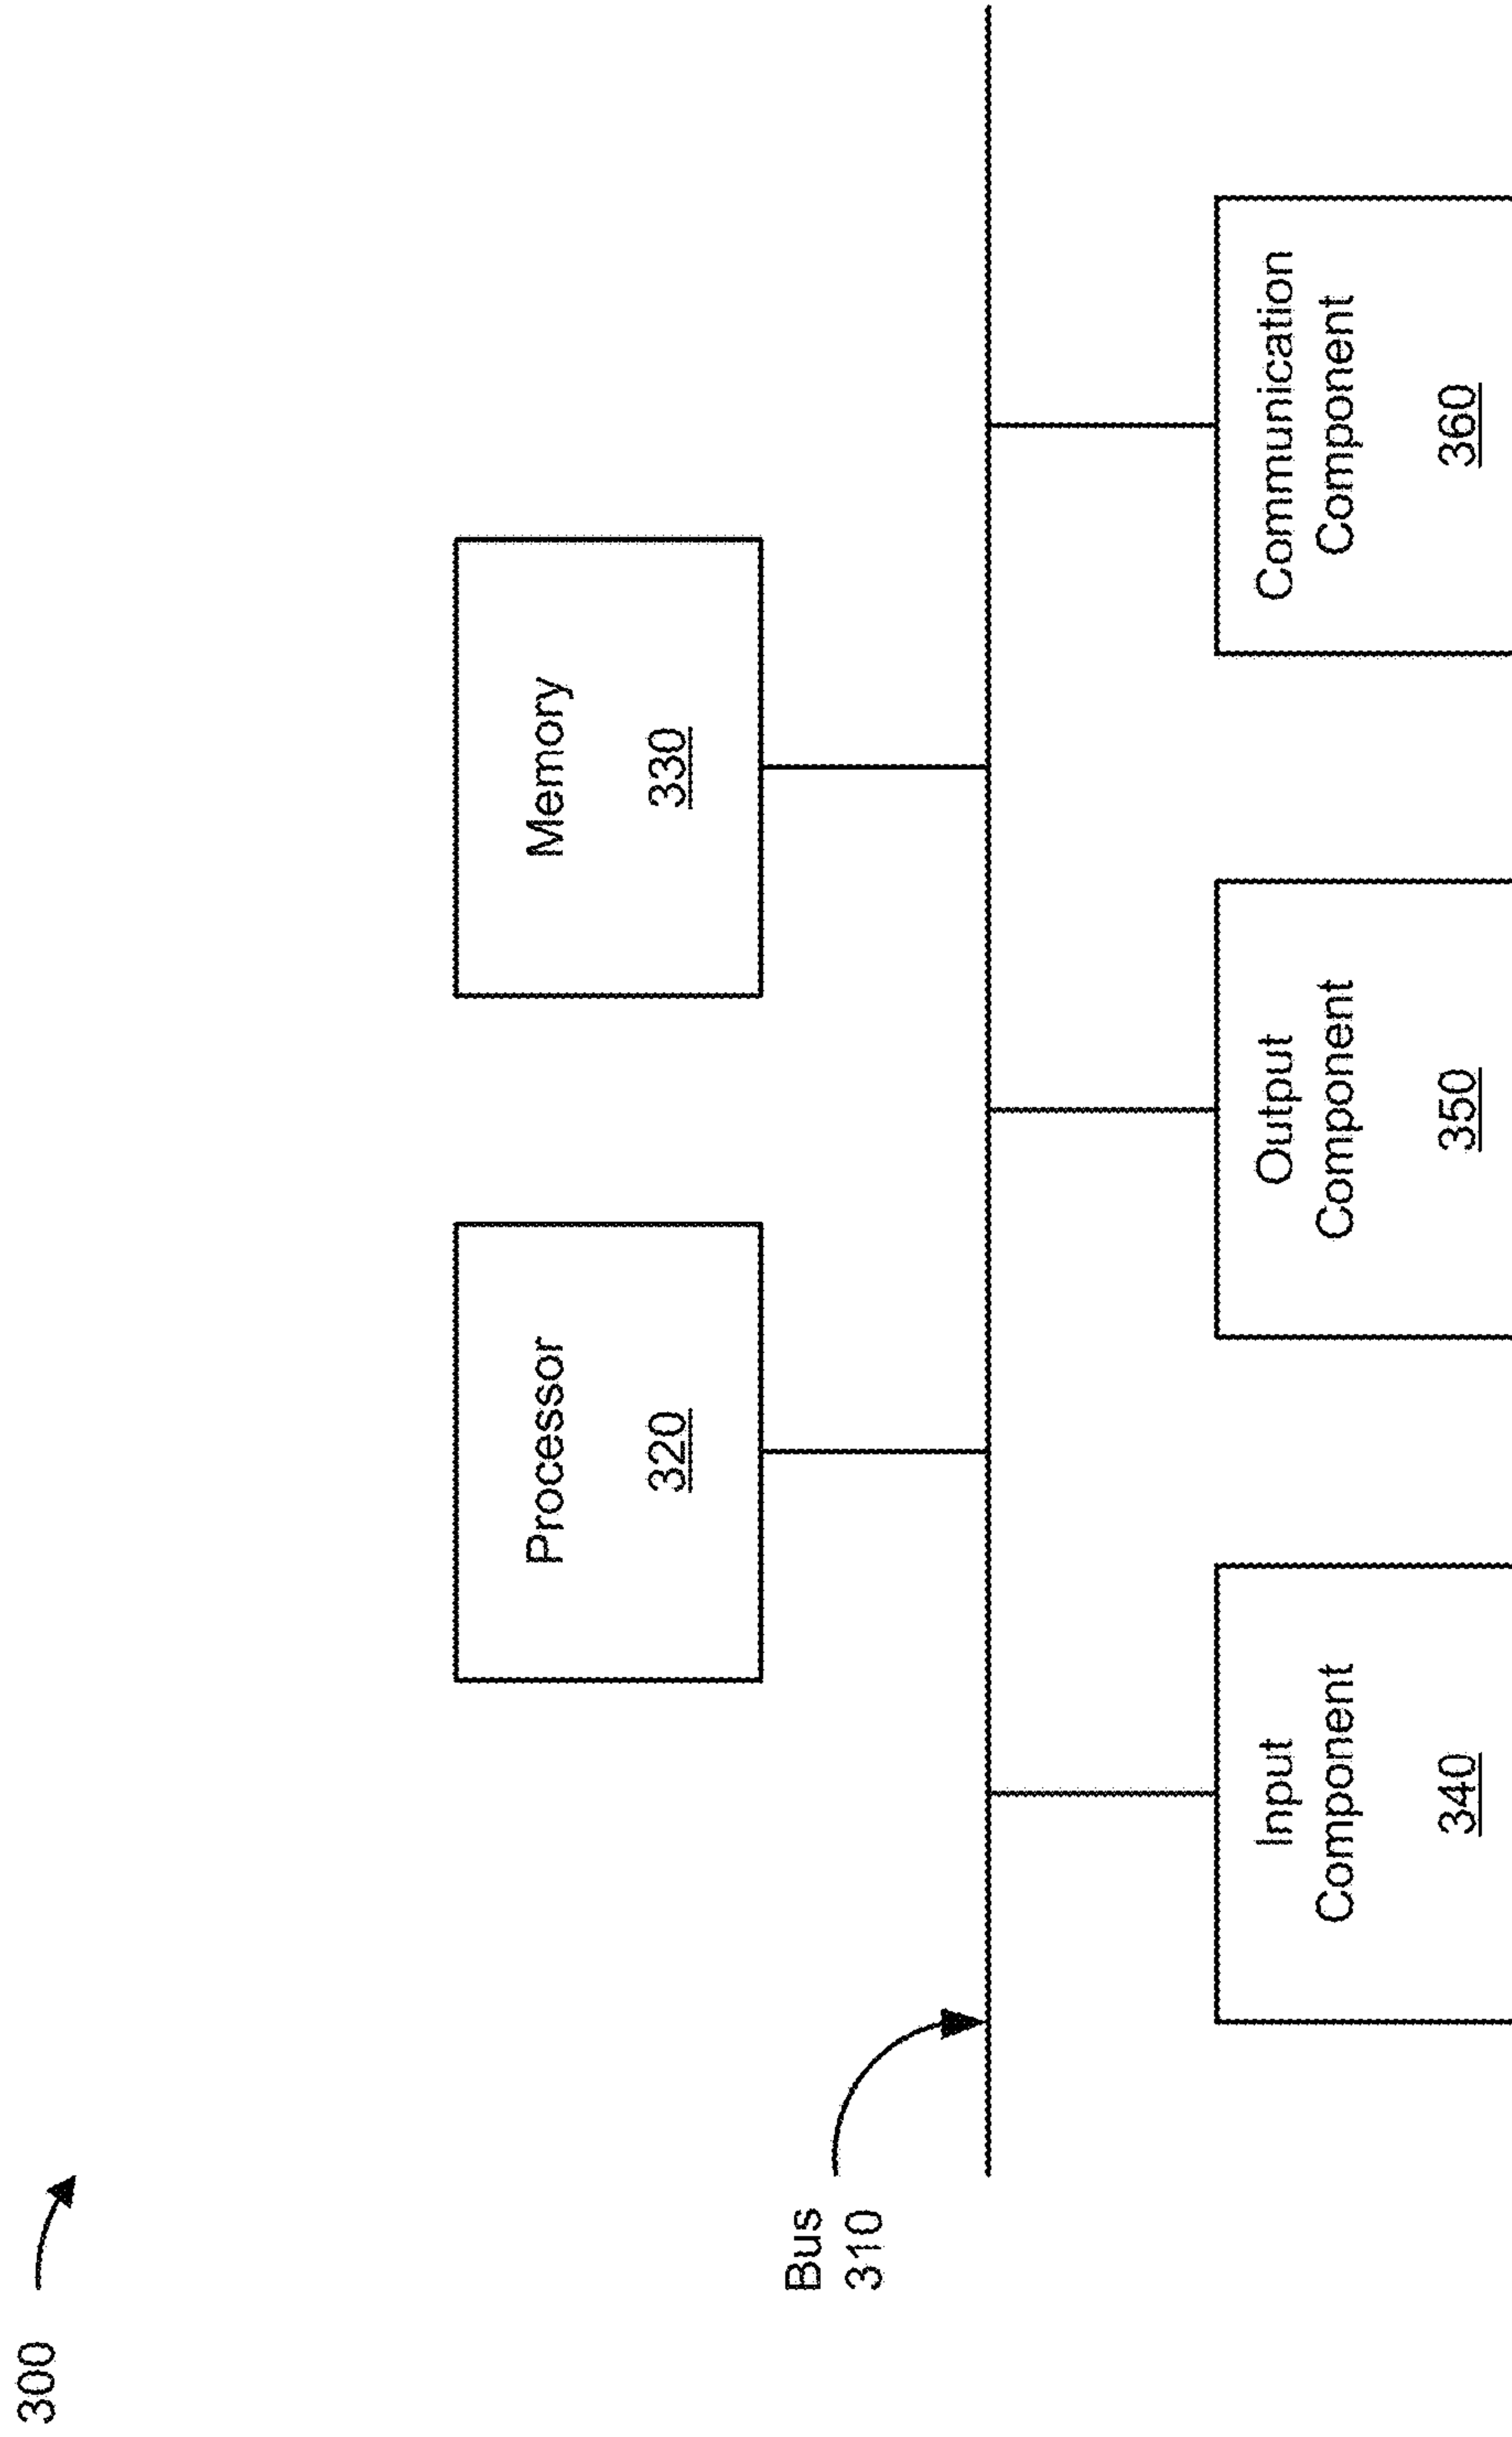 300
Processor
320
Memory
330
Bus
310
Input
Component
340
Output
Component
350
Communication
Component
360